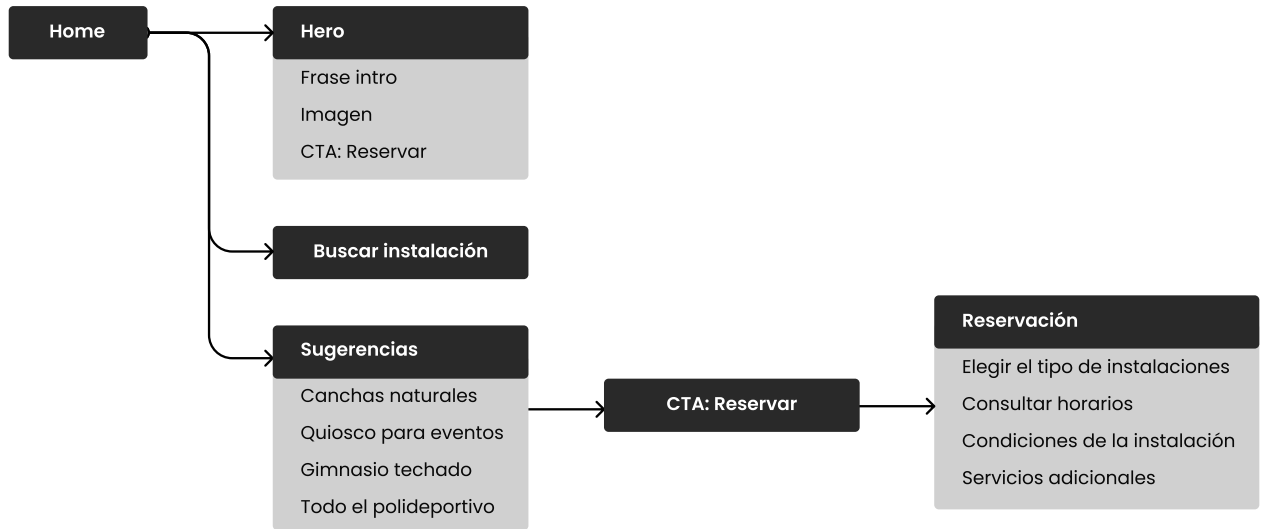 Home
Hero
Frase intro
Imagen
CTA: Reservar
Buscar instalación
Sugerencias
Canchas naturales
Quiosco para eventos
Gimnasio techado
Todo el polideportivo
CTA: Reservar
Reservación
Elegir el tipo de instalaciones
Consultar horarios
Condiciones de la instalación
Servicios adicionales